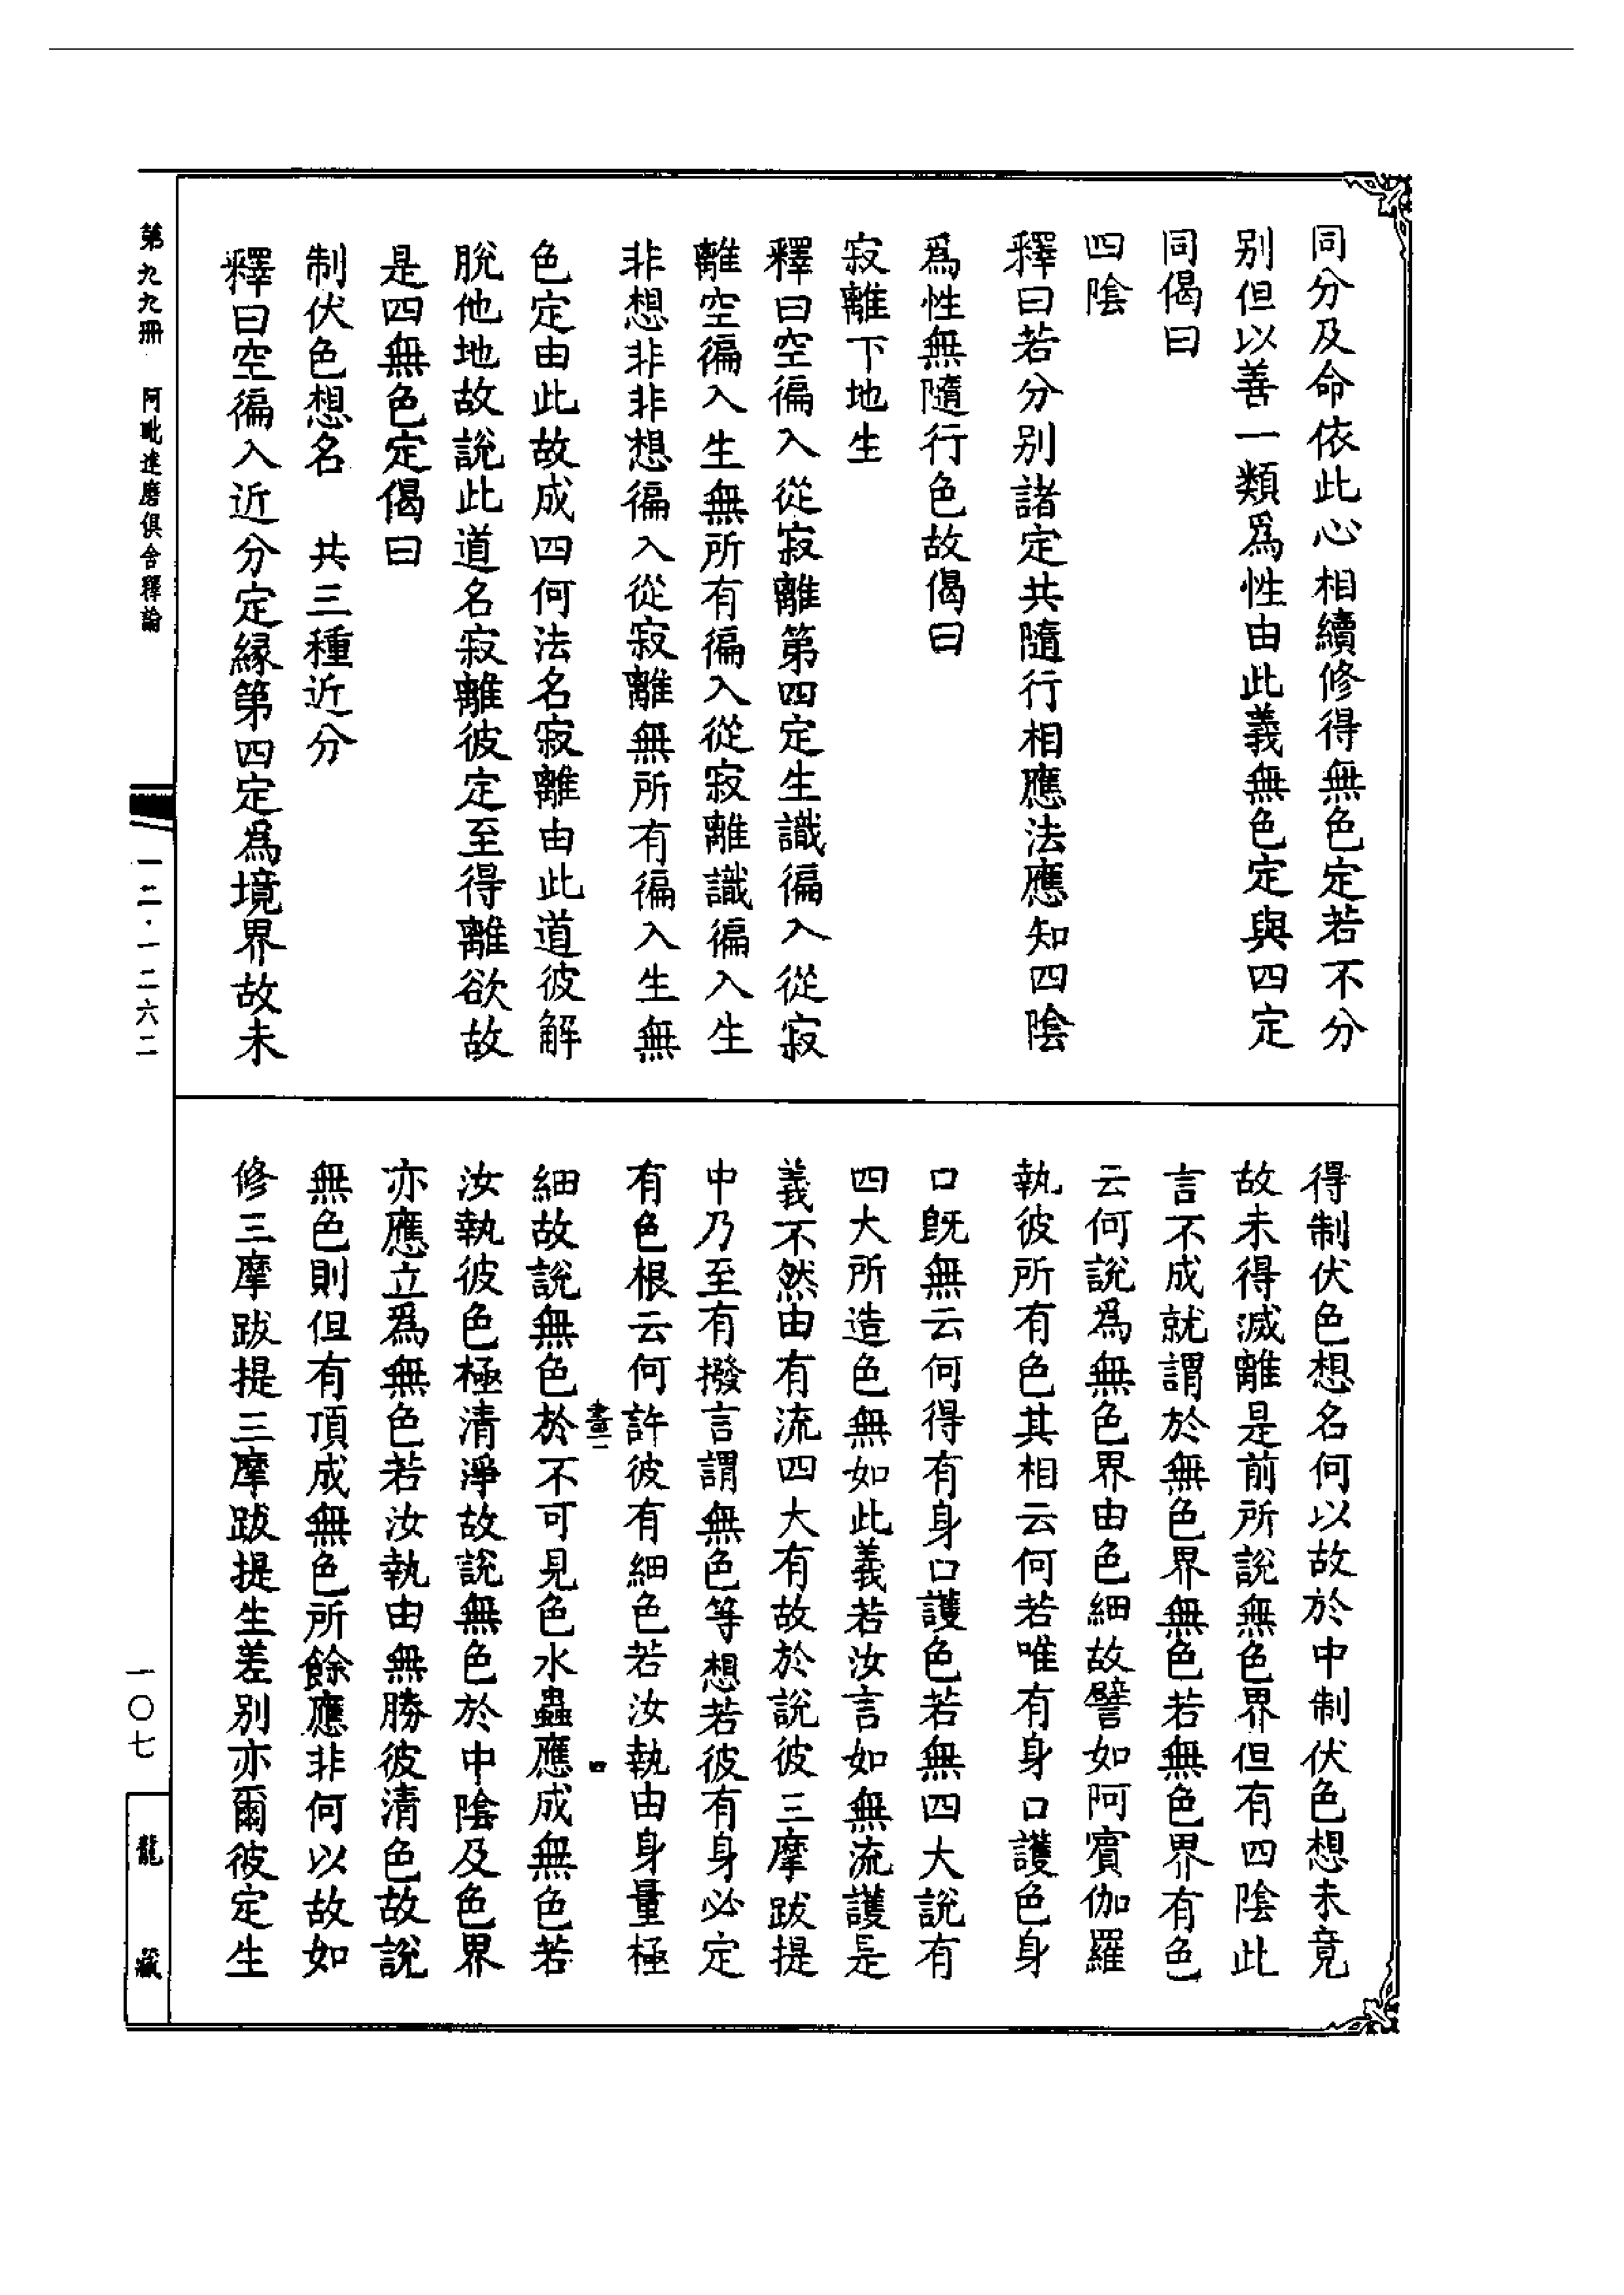 同分及命依此心相續修得無色定若不分
别但以善一類爲性由此義無色定與四定
同偈曰
四陰
釋曰若分别諸定共隨行相應法應知四陰
爲性無隨行色故偈曰
寂離下地生
釋曰空徧入從寂離第四定生識徧入從寂
離空徧入生無所有徧入從寂離識徧入生
非想非非想徧入從寂離無所有徧入生無
色定由此故成四何法名寂離由此道彼解
脫他地故說此道名寂離彼定至得離欲故
是四無色定偈曰
制伏色想名　共三種近分
釋曰空徧入近分定緣第四定爲境界故未
得制伏色想名何以故於中制伏色想未竟
故未得滅離是前所說無色界但有四陰此
言不成就謂於無色界無色若無色界有色
云何說爲無色界由色細故譬如阿賓伽羅
執彼所有色其相云何若唯有身口護色身
口旣無云何得有身口護色若無四大說有
四大所造色無如此義若汝言如無流護是
義不然由有流四大有故於說彼三摩跋提
中乃至有撥言謂無色等想若彼有身必定
有色根云何許彼有細色若汝執由身量極
畫二
四
細故說無色於不可見色水蟲應成無色若
汝執彼色極清淨故說無色於中陰及色界
亦應立爲無色若汝執由無勝彼清色故說
無色則但有頂成無色所餘應非何以故如
修三摩跋提三摩跋提生差别亦爾彼定生
第九九冊　阿毗達磨俱舍釋論
一二·一二六二
一〇七
龍藏